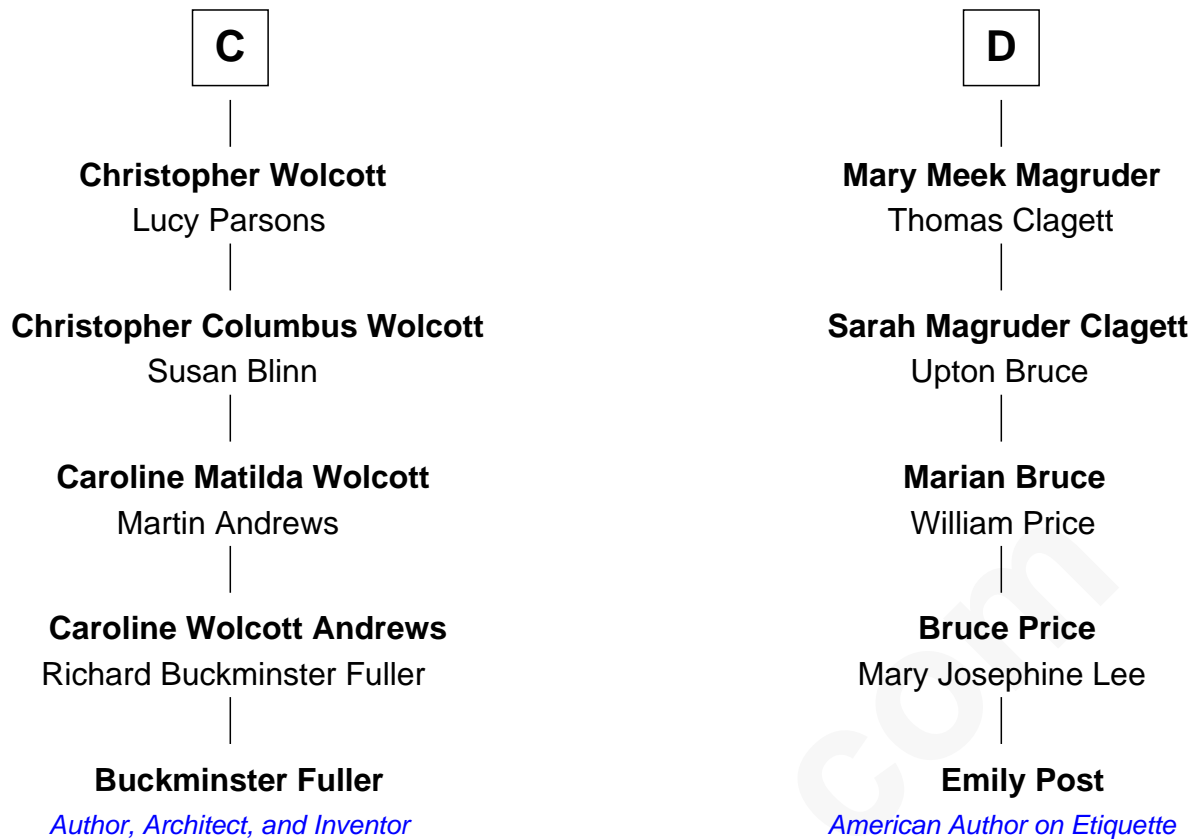 C
Christopher Wolcott
Lucy Parsons
Christopher Columbus Wolcott
Susan Blinn
Caroline Matilda Wolcott
Martin Andrews
Caroline Wolcott Andrews
Richard Buckminster Fuller
Buckminster Fuller
Author, Architect, and Inventor
D
Mary Meek Magruder
Thomas Clagett
Sarah Magruder Clagett
Upton Bruce
Marian Bruce
William Price
Bruce Price
Mary Josephine Lee
Emily Post
American Author on Etiquette
com